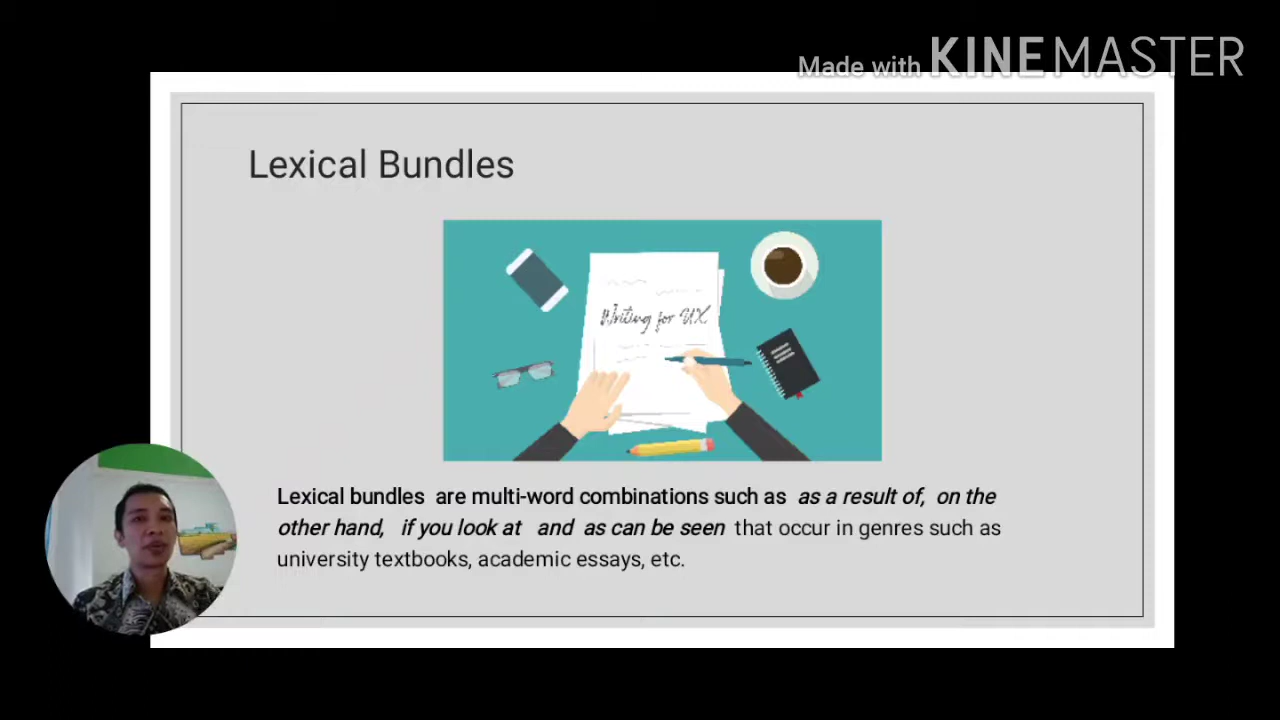 Made with KINEMASTER
Lexical Bundles
Writing for UX
Lexical bundles are multi-word combinations such as as a result of, on the
other hand, if you look at and as can be seen that occur in genres such as
university textbooks, academic essays, etc.